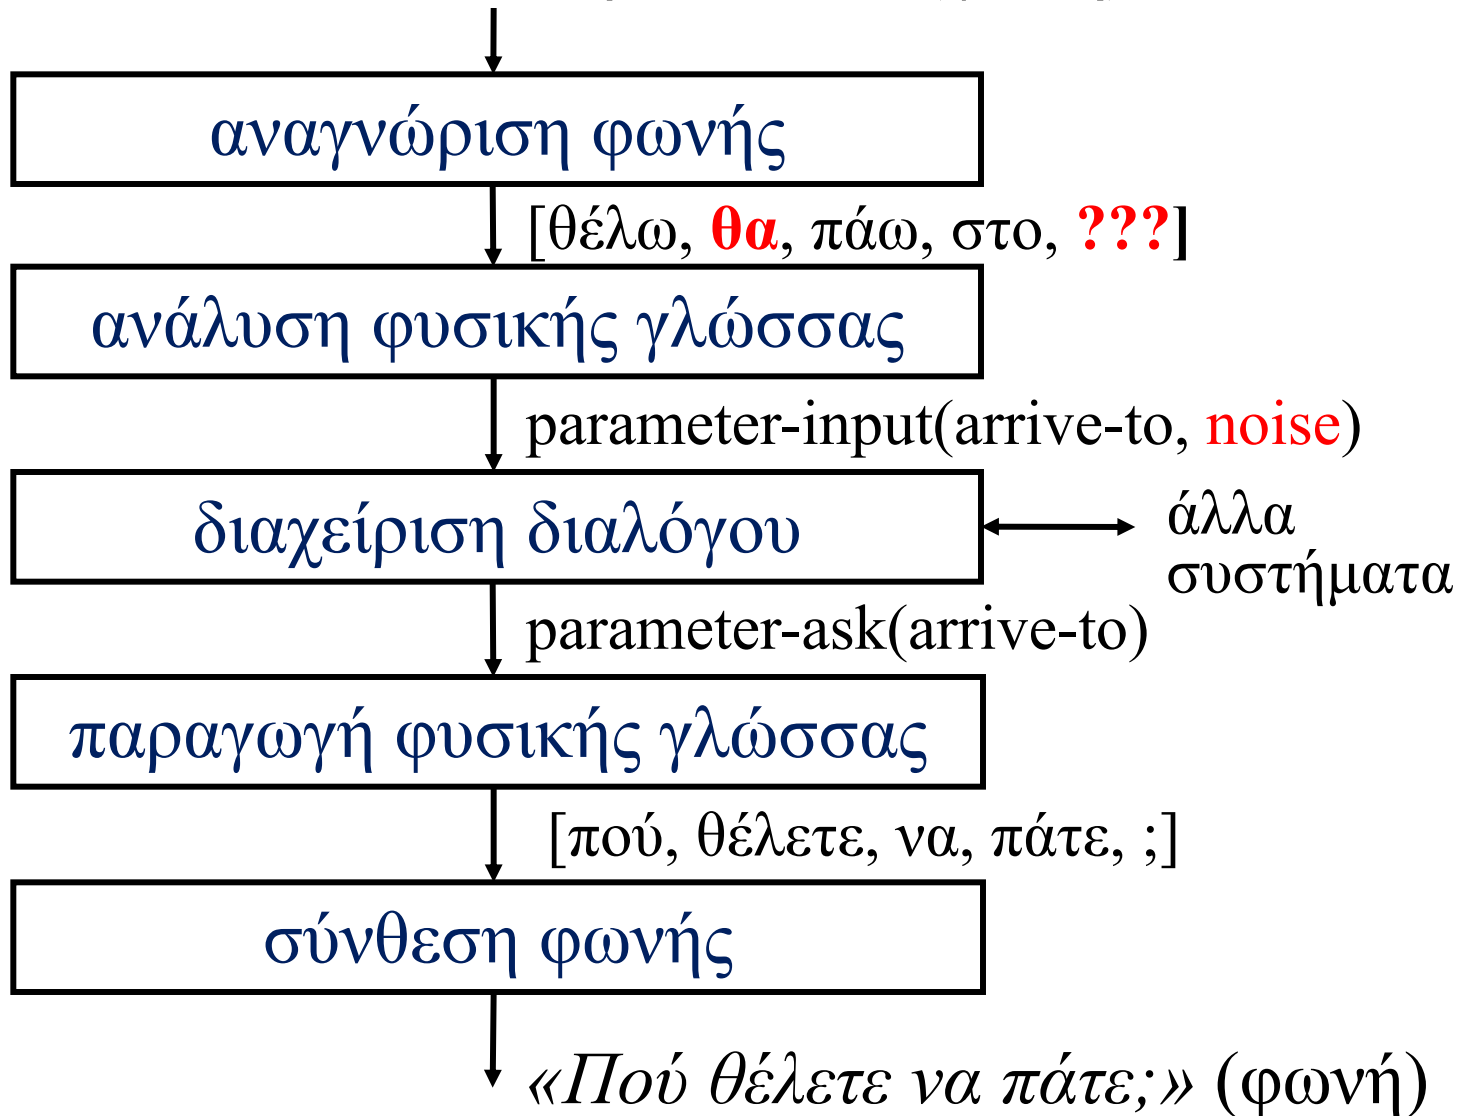 αναγνώριση φωνής
[θέλω, θα, πάω, στο, ???]
ανάλυση φυσικής γλώσσας
parameter-input(arrive-to, noise)
διαχείριση διαλόγου
άλλα
συστήματα
parameter-ask(arrive-to)
παραγωγή φυσικής γλώσσας
[πού, θέλετε, να, πάτε, ;]
σύνθεση φωνής
«Πού θέλετε να πάτε;» (φωνή)